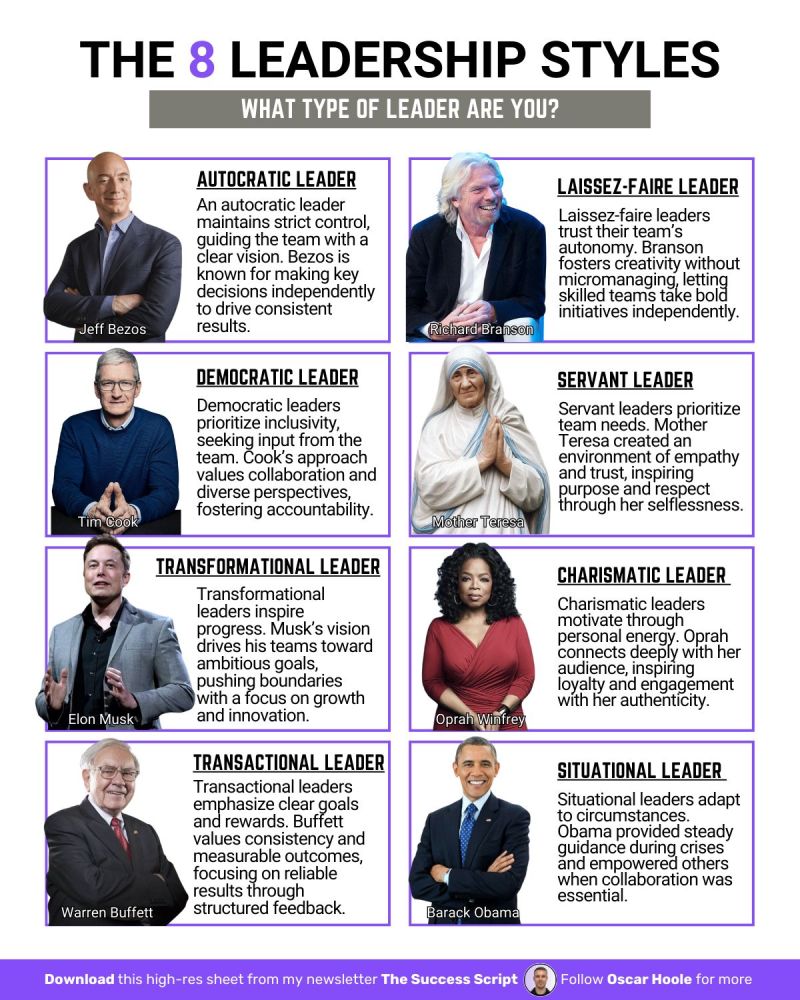 THE 8 LEADERSHIP STYLES
WHAT TYPE OF LEADER ARE YOU?
AUTOCRATIC LEADER
An autocratic leader
maintains strict control,
guiding the team with a
clear vision. Bezos is
known for making key
decisions independently
to drive consistent
results.
Jeff Bezos
LAISSEZ-FAIRE LEADER
Laissez-faire leaders
trust their team's
autonomy. Branson
fosters creativity without
micromanaging, letting
skilled teams take bold
initiatives independently.
Richard Branson
DEMOCRATIC LEADER
Democratic leaders
prioritize inclusivity,
seeking input from the
team. Cook's approach
values collaboration and
diverse perspectives,
fostering accountability.
Tim Cook
SERVANT LEADER
Servant leaders prioritize
team needs. Mother
Teresa created an
environment of empathy
and trust, inspiring
purpose and respect
through her selflessness.
Mother Teresa
TRANSFORMATIONAL LEADER
Transformational
leaders inspire
progress. Musk's vision
drives his teams toward
ambitious goals,
pushing boundaries
with a focus on growth
and innovation.
Elon Musk
CHARISMATIC LEADER
Charismatic leaders
motivate through
personal energy. Oprah
connects deeply with her
audience, inspiring
loyalty and engagement
with her authenticity.
Oprah Winfrey
TRANSACTIONAL LEADER
Transactional leaders
emphasize clear goals
and rewards. Buffett
values consistency and
measurable outcomes,
focusing on reliable
results through
structured feedback.
Warren Buffett
SITUATIONAL LEADER
Situational leaders adapt
to circumstances.
Obama provided steady
guidance during crises
and empowered others
when collaboration was
essential.
Barack Obama
Download this high-res sheet from my newsletter The Success Script Follow Oscar Hoole for more